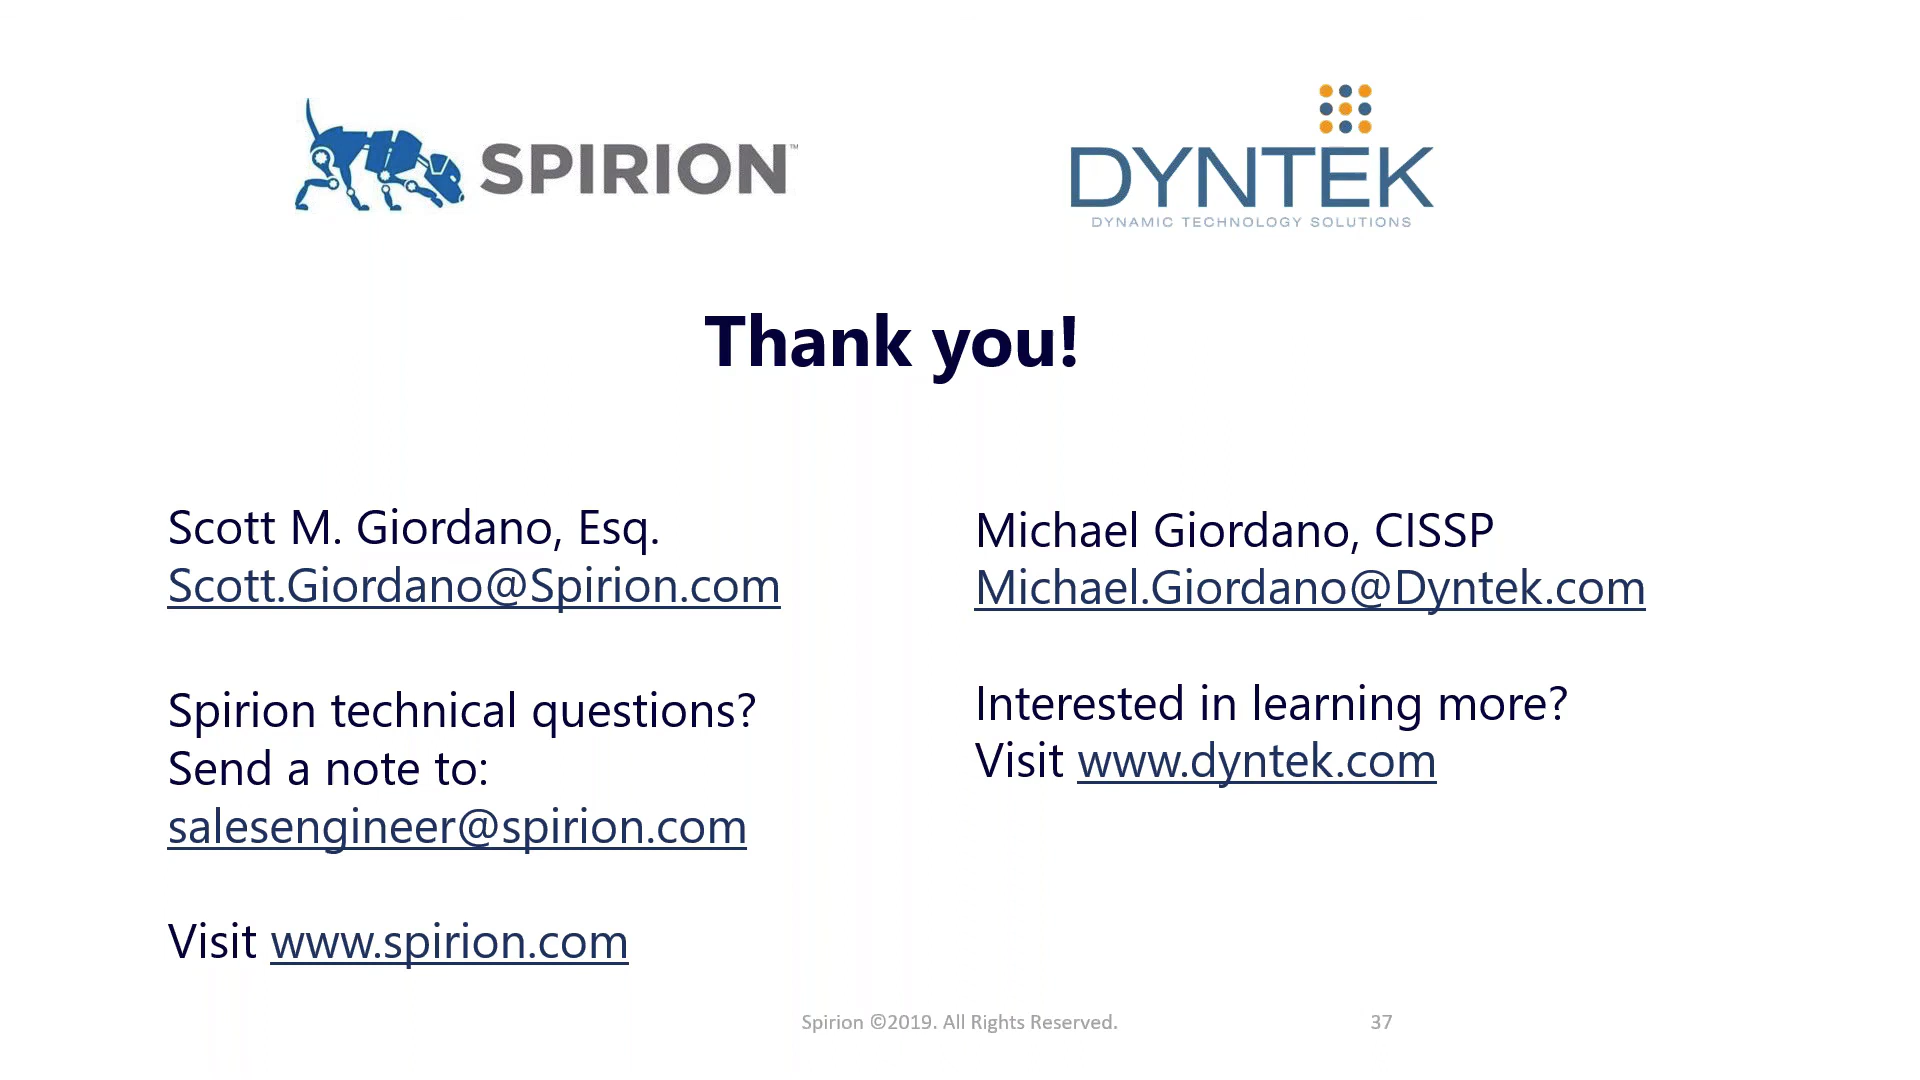 SPIRION™
DYNTEK
DYNAMIC TECHNOLOGY SOLUTIONS
Thank you!
Scott M. Giordano, Esq.
Scott.Giordano@Spirion.com
Spirion technical questions?
Send a note to:
salesengineer@spirion.com
Visit www.spirion.com
Michael Giordano, CISSP
Michael.Giordano@Dyntek.com
Interested in learning more?
Visit www.dyntek.com
Spirion ©2019. All Rights Reserved.
37